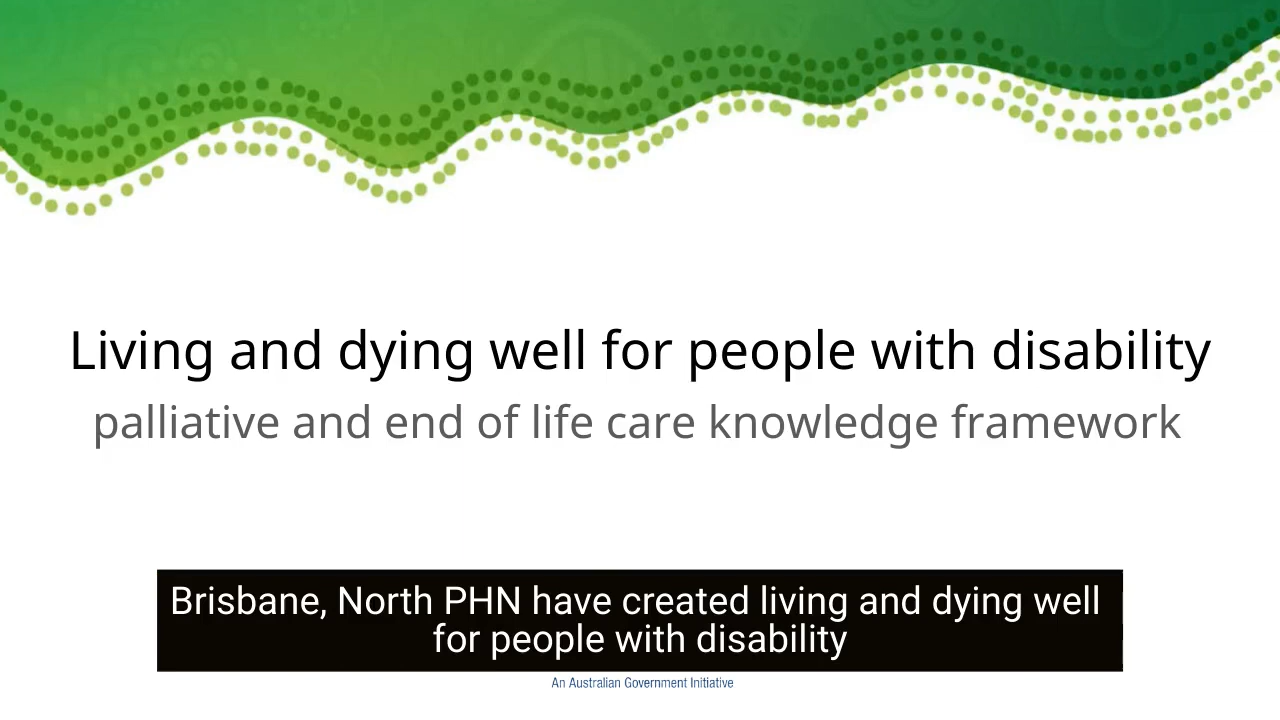 Living and dying well for people with disability
palliative and end of life care knowledge framework
Brisbane, North PHN have created living and dying well
for people with disability
An Australian Government Initiative